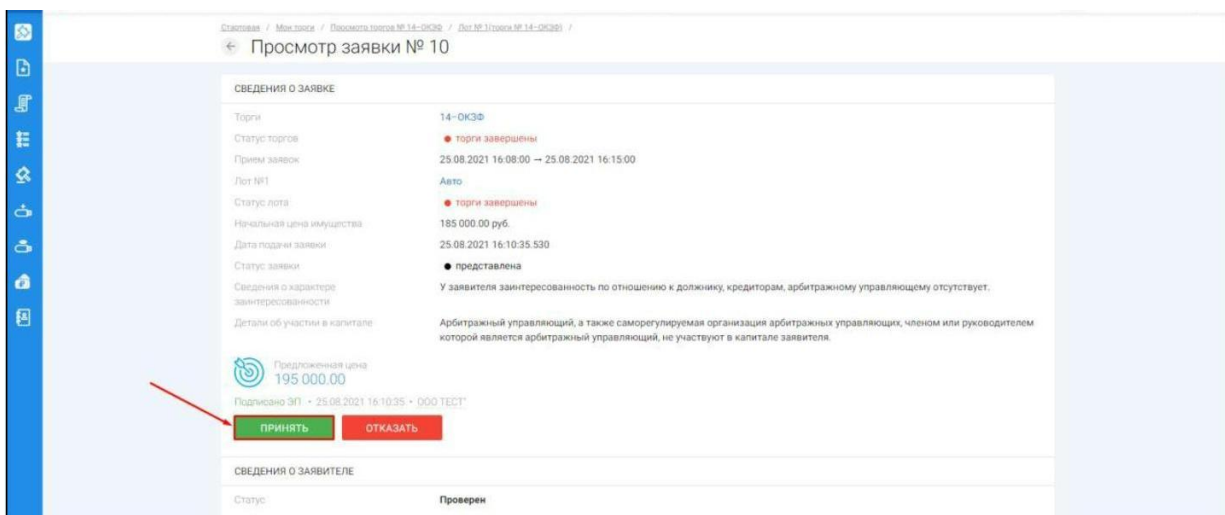 Стартовая / Мои торги / Просмотр торгов № 14-ОКЗФ / Лот № 1(торги № 14-ОКЗФ) /
← Просмотр заявки № 10
СВЕДЕНИЯ О ЗАЯВКЕ
Торги 14-ОКЗФ
Статус торгов ● торги завершены
Прием заявок 25.08.2021 16:08:00 → 25.08.2021 16:15:00
Лот №1 Авто
Статус лота ● торги завершены
Начальная цена имущества 185 000.00 руб.
Дата подачи заявки 25.08.2021 16:10:35.530
Статус заявки ● представлена
Сведения о характере У заявителя заинтересованность по отношению к должнику, кредиторам, арбитражному управляющему отсутствует.
заинтересованности
Детали об участии в капитале Арбитражный управляющий, а также саморегулируемая организация арбитражных управляющих, членом или руководителем
которой является арбитражный управляющий, не участвуют в капитале заявителя.
Предложенная цена
195 000.00
Подписано ЭП • 25.08.2021 16:10:35 • ООО ТЕСТ"
ПРИНЯТЬ ОТКАЗАТЬ
СВЕДЕНИЯ О ЗАЯВИТЕЛЕ
Статус Проверен